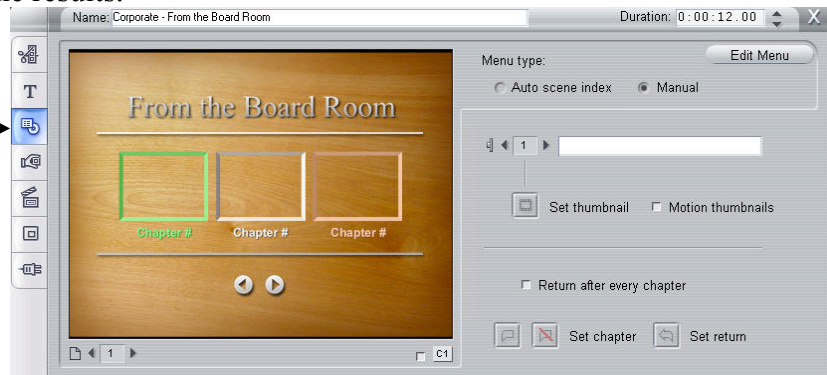 he results:
Name: Corporate - From the Board Room Duration: 0:00:12.00 X
Menu type: Edit Menu
Auto scene index Manual
T
From the Board Room
1
Chapter # Chapter # Chapter #
Set thumbnail Motion thumbnails
Return after every chapter
Set chapter Set return
1 C1